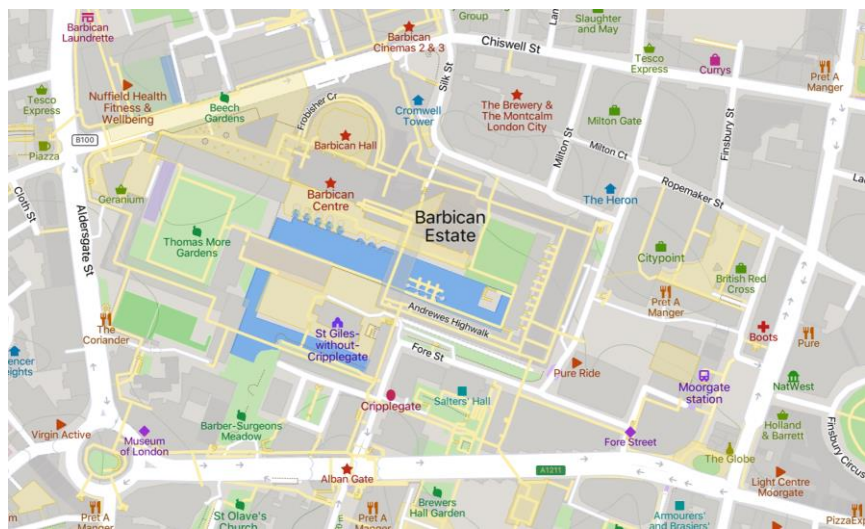 Barbican
Laundrette
Barbican
Cinemas 2 & 3
Group
Slaughter
and May
Chiswell St
Tesco
Express
Currys
Pret A
Manger
Tesco
Express
Nuffield Health
Fitness &
Wellbeing
Beech
Gardens
Frobisher Cr
Silk St
Cromwell
Tower
The Brewery &
The Montcalm
London City
Milton Gate
Finsbury St
Milton St
B100
Piazza
Barbican Hall
Milton Ct
Ropemaker St
Cloth St
Geranium
Barbican
Centre
The Heron
Aldersgate St
Barbican
Estate
Thomas More
Gardens
Citypoint
British Red
Cross
Pret A
Manger
Andrewes Highwalk
The
Coriander
St Giles-
without-
Cripplegate
Fore St
Boots
Pure
Pure Ride
Moorgate
station
NatWest
Cripplegate
Salters' Hall
Holland
& Barrett
Finsbury Circus
Barber-Surgeons
Meadow
Virgin Active
Museum
of London
Fore Street
The Globe
Alban Gate
A1211
Light Centre
Moorgate
Pret A
Manger
St Olave's
Church
Pret A
Manger
Brewers
Hall Garden
Armourers'
and Brasiers'